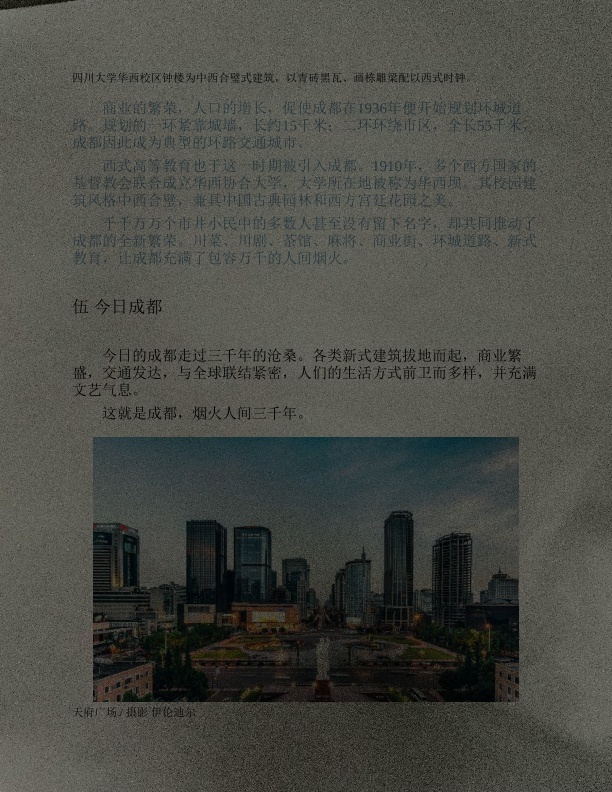 四川大学华西校区钟楼为中西合璧式建筑，以青砖黑瓦、画栋雕梁配以西式时钟。
商业的繁荣，人口的增长，促使成都在1936年便开始规划环城道
路。规划的一环紧靠城墙，长约15千米；二环环绕市区，全长55千米。
成都因此成为典型的环路交通城市。
西式高等教育也于这一时期被引入成都。1910年，多个西方国家的
基督教会联合成立华西协合大学，大学所在地被称为华西坝。其校园建
筑风格中西合璧，兼具中国古典园林和西方宫廷花园之美。
千千万万个市井小民中的多数人甚至没有留下名字，却共同推动了
成都的全新繁荣。川菜、川剧、茶馆、麻将、商业街、环城道路、新式
教育，让成都充满了包容万千的人间烟火。
伍 今日成都
今日的成都走过三千年的沧桑。各类新式建筑拔地而起，商业繁
盛，交通发达，与全球联结紧密，人们的生活方式前卫而多样，并充满
文艺气息。
这就是成都，烟火人间三千年。
天府广场 / 摄影 伊伦迪尔